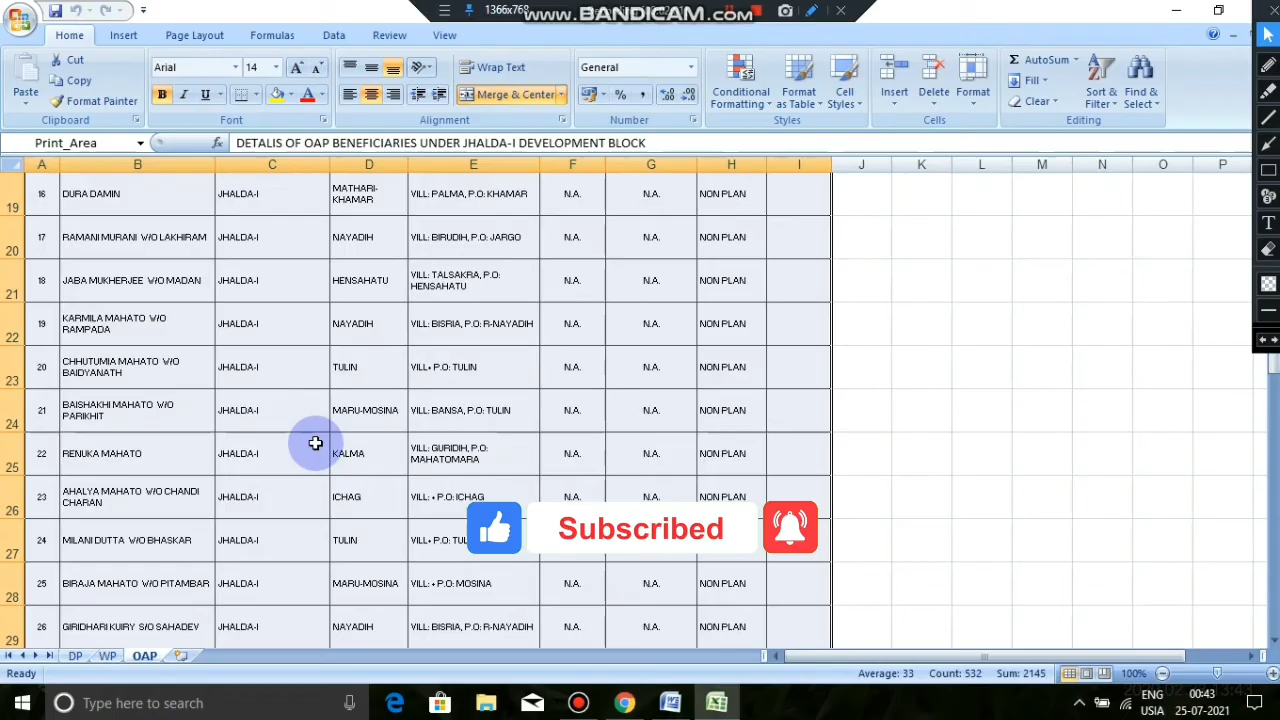 1366x768
www.BANDICAM.com
Home Insert Page Layout Formulas Data Review View
Paste
Cut
Copy
Format Painter
Clipboard
Arial 14
B I U
Font
Wrap Text
Merge & Center
Alignment
General
Number
Conditional Formatting
Format as Table
Cell Styles
Styles
Insert Delete Format
Cells
AutoSum
Fill
Clear
Sort & Filter
Find & Select
Editing
Print_Area fx DETALIS OF OAP BENEFICIARIES UNDER JHALDA-I DEVELOPMENT BLOCK
A B C D E F G H I J K L M N O P
19 16 DURA DAMIN JHALDA-I MATHARI-KHAMAR VILL: PALMA, P.O: KHAMAR N.A. N.A. NON PLAN
20 17 RAMANI MURANI W/O LAKHIRAM JHALDA-I NAYADIH VILL: BIRUDIH, P.O: JARGO N.A. N.A. NON PLAN
21 18 JABA MUKHERJEE W/O MADAN JHALDA-I HENSAHATU VILL: TALSAKRA, P.O: HENSAHATU N.A. N.A. NON PLAN
22 19 KARMILA MAHATO W/O RAMPADA JHALDA-I NAYADIH VILL: BISRIA, P.O: R-NAYADIH N.A. N.A. NON PLAN
23 20 CHHUTUMIA MAHATO W/O BAIDYANATH JHALDA-I TULIN VILL+ P.O: TULIN N.A. N.A. NON PLAN
24 21 BAISHAKHI MAHATO W/O PARIKHIT JHALDA-I MARU-MOSINA VILL: BANSA, P.O: TULIN N.A. N.A. NON PLAN
25 22 RENUKA MAHATO JHALDA-I KALMA VILL: GURIDIH, P.O: MAHATOMARA N.A. N.A. NON PLAN
26 23 AHALYA MAHATO W/O CHANDI CHARAN JHALDA-I ICHAG VILL: + P.O: ICHAG N.A. N.A. NON PLAN
27 24 MILANI DUTTA W/O BHASKAR JHALDA-I TULIN VILL+ P.O: NON PLAN
28 25 BIRAJA MAHATO W/O PITAMBAR JHALDA-I MARU-MOSINA VILL: + P.O: MOSINA N.A. N.A. NON PLAN
29 26 GIRIDHARI KUIRY S/O SAHADEV JHALDA-I NAYADIH VILL: BISRIA, P.O: R-NAYADIH N.A. N.A. NON PLAN
Subscribed
DP WP OAP
Ready Average: 33 Count: 532 Sum: 2145 100%
Type here to search
ENG
USIA
00:43
25-07-2021